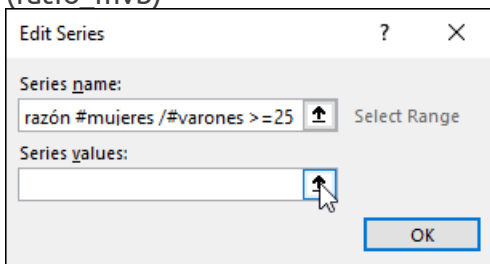 Edit Series ? ×
Series name:
razón #mujeres /#varones >=25 Select Range
Series values:
OK